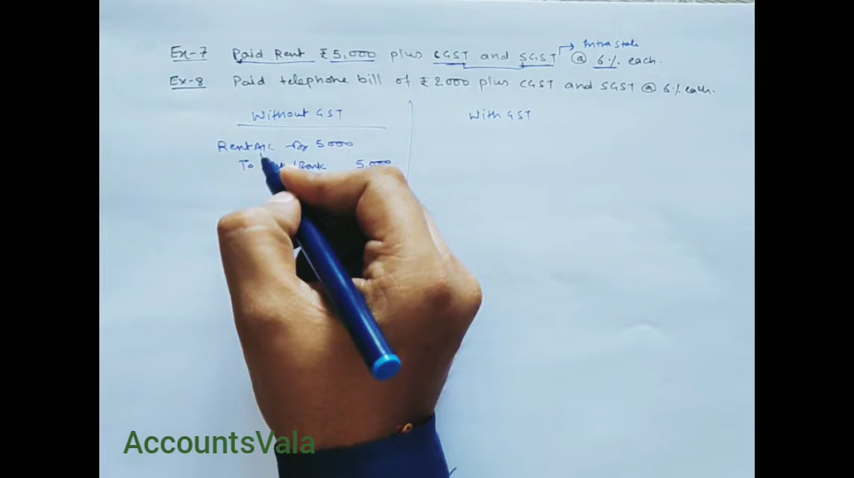 Intra state
Ex-7 Paid Rent ₹ 5,000 plus CGST and SGST @ 6% each.
Ex-8 Paid telephone bill of ₹ 2000 plus CGST and SGST @ 6% each.
Without GST With GST
Rent A/c Dr 5000
To Bank 5,000
AccountsVala